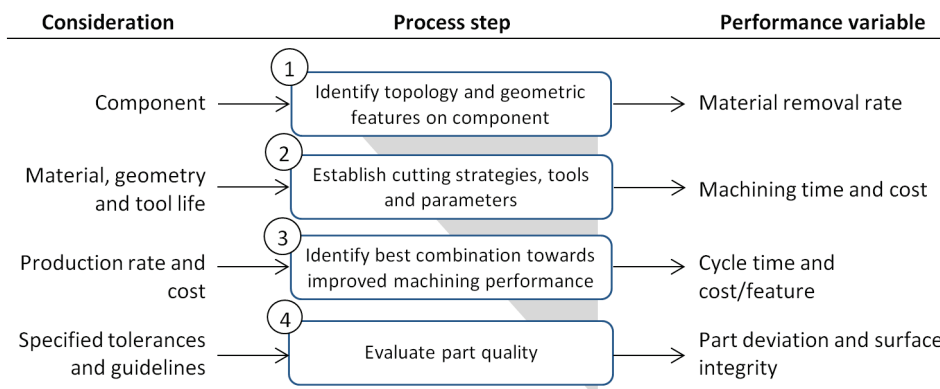 Consideration Process step Performance variable
1
Component
Identify topology and geometric
features on component
Material removal rate
2
Material, geometry
and tool life
Establish cutting strategies, tools
and parameters
Machining time and cost
3
Production rate and
cost
Identify best combination towards
improved machining performance
Cycle time and
cost/feature
4
Specified tolerances
and guidelines
Evaluate part quality
Part deviation and surface
integrity